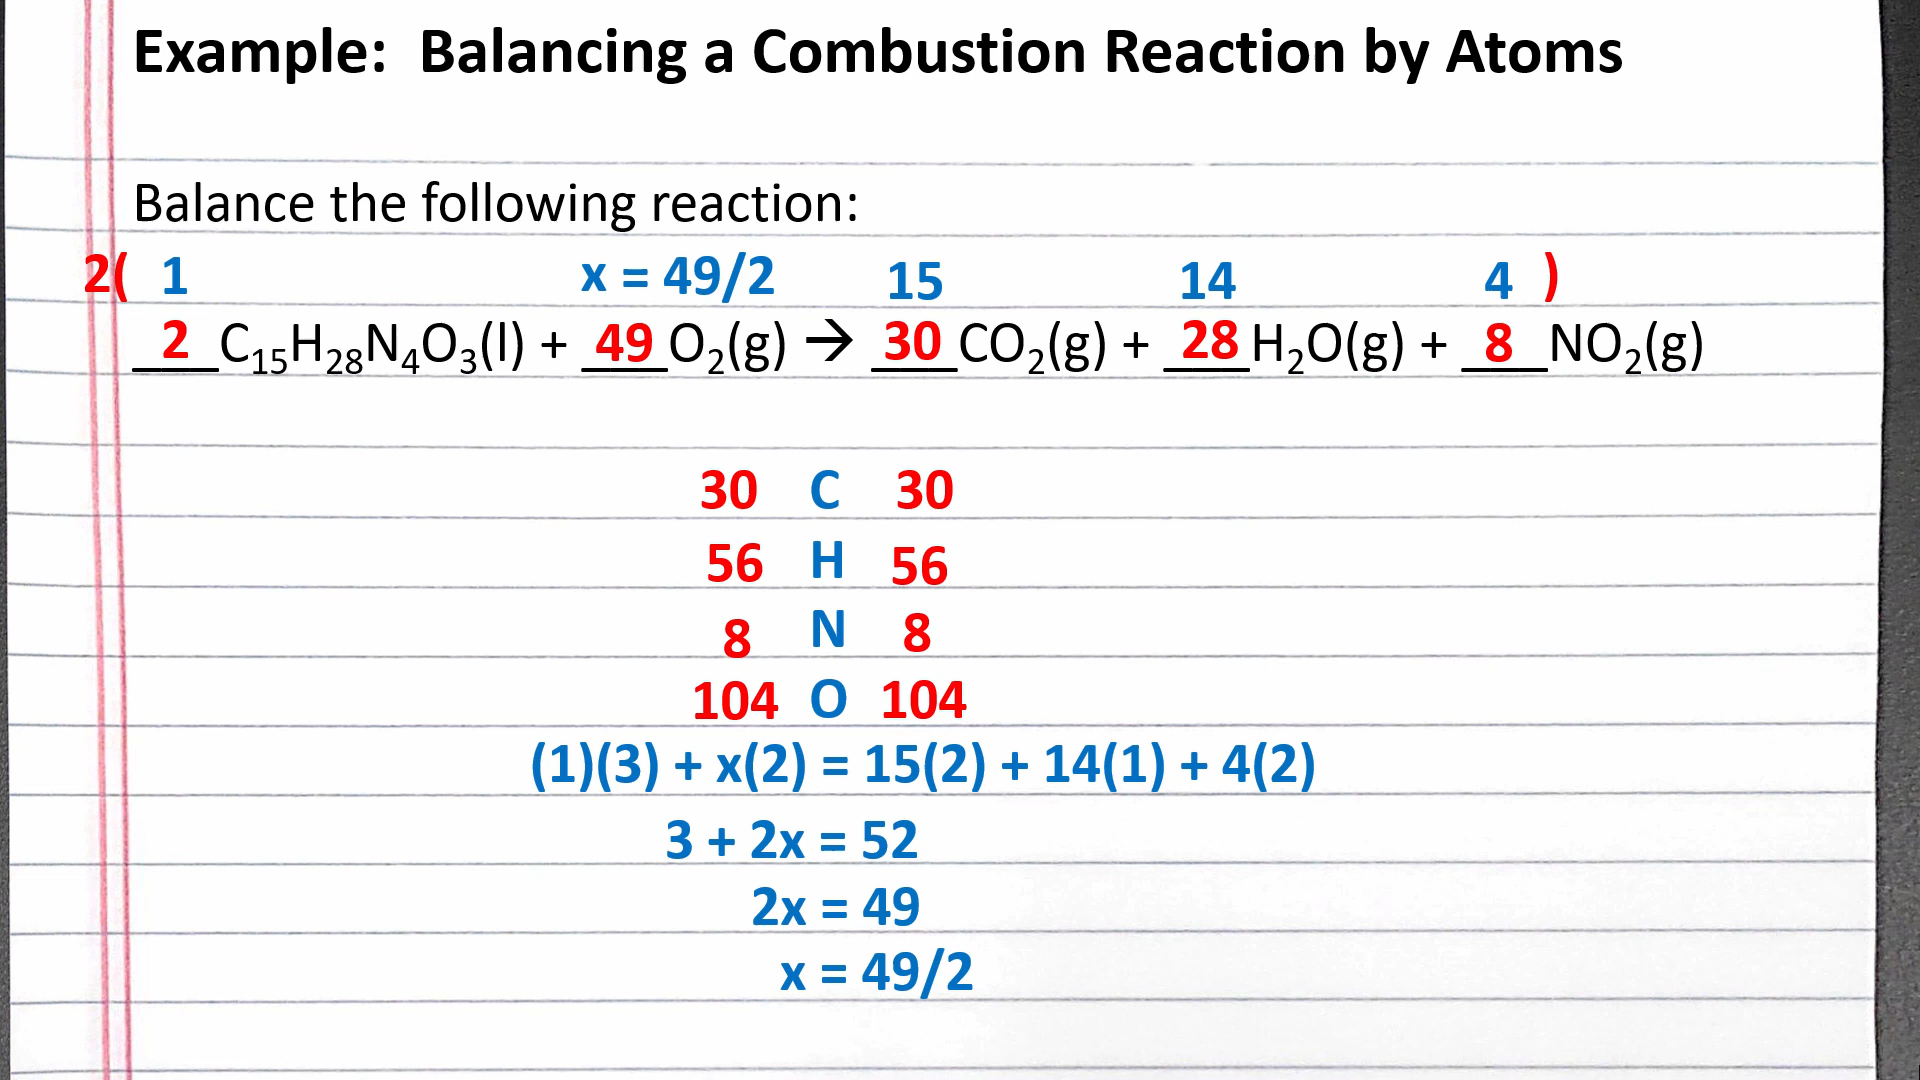 Example: Balancing a Combustion Reaction by Atoms
Balance the following reaction:
2( 1 x = 49/2 15 14 4 )
2 C₁₅H₂₈N₄O₃(l) + 49 O₂(g) → 30 CO₂(g) + 28 H₂O(g) + 8 NO₂(g)
30 C 30
56 H 56
8 N 8
104 O 104
(1)(3) + x(2) = 15(2) + 14(1) + 4(2)
3 + 2x = 52
2x = 49
x = 49/2